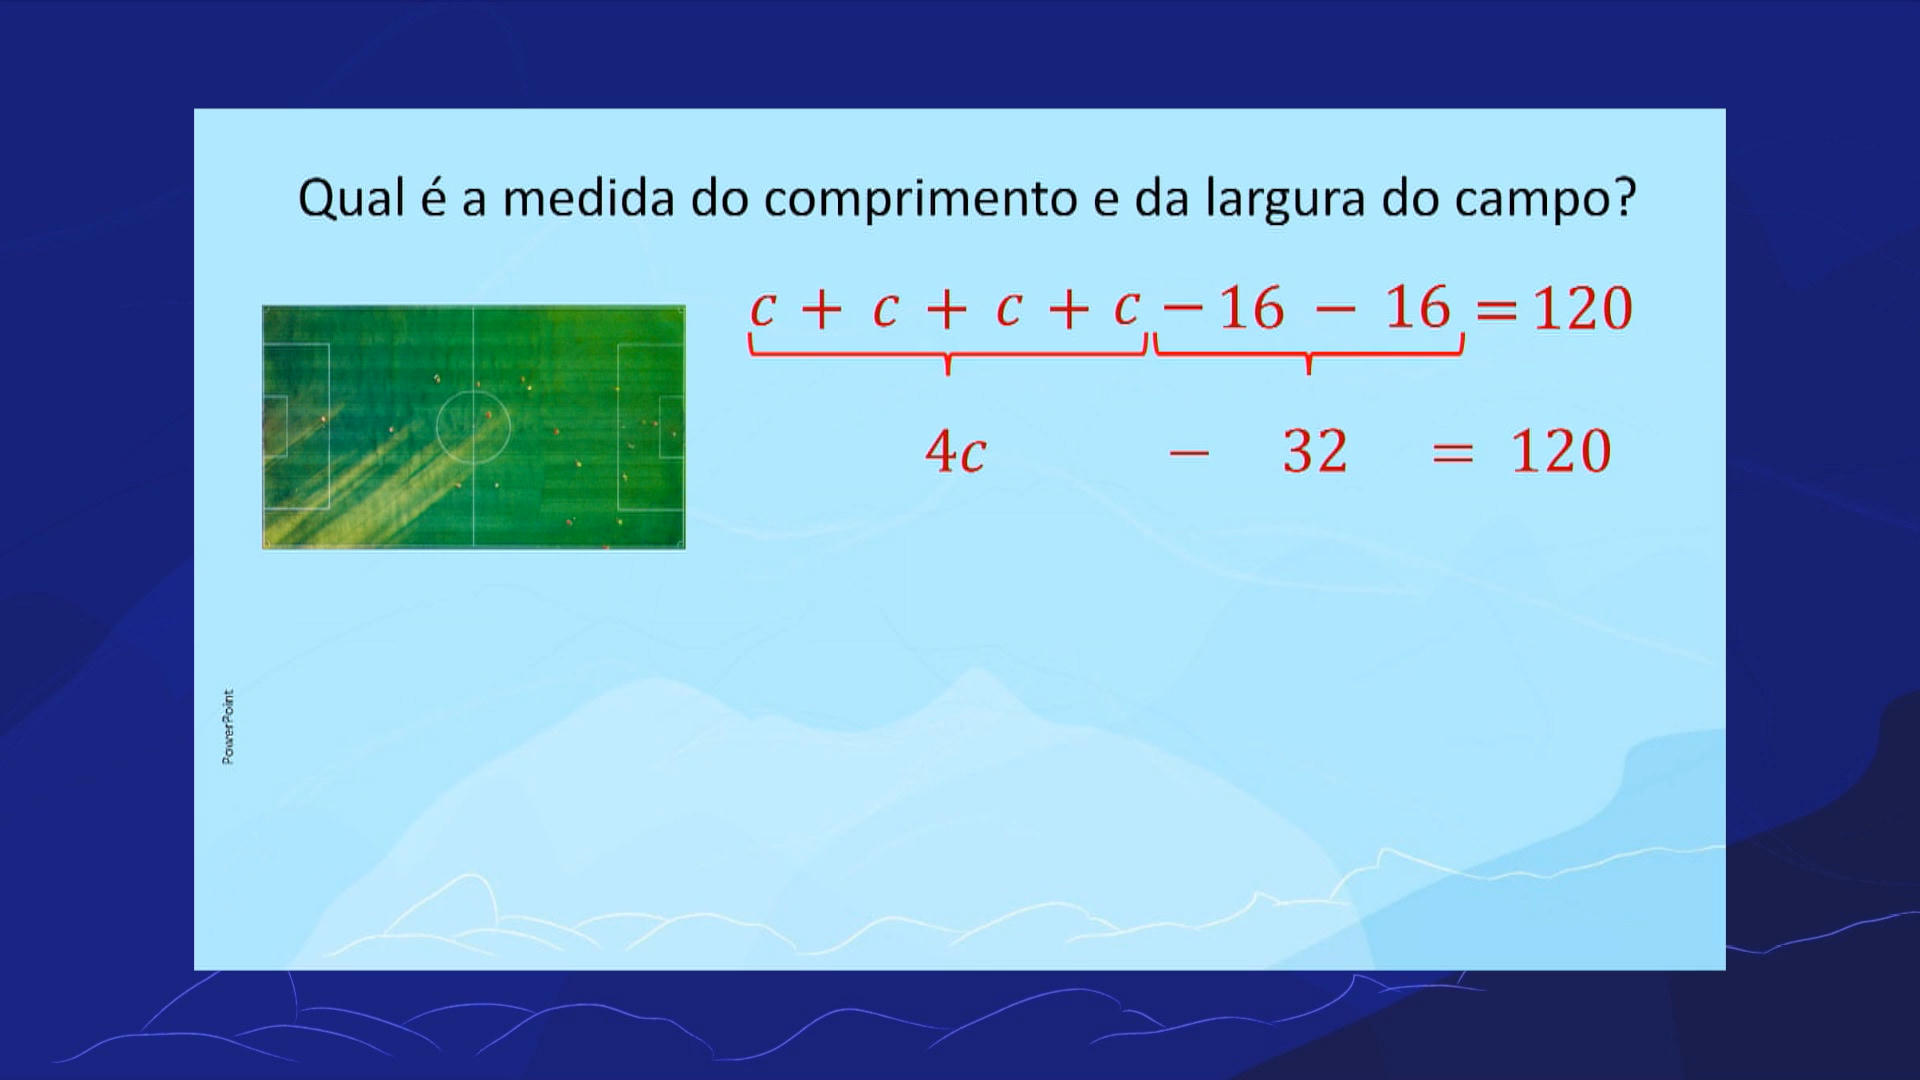 Qual é a medida do comprimento e da largura do campo?
c + c + c + c − 16 − 16 = 120
4c − 32 = 120
PowerPoint